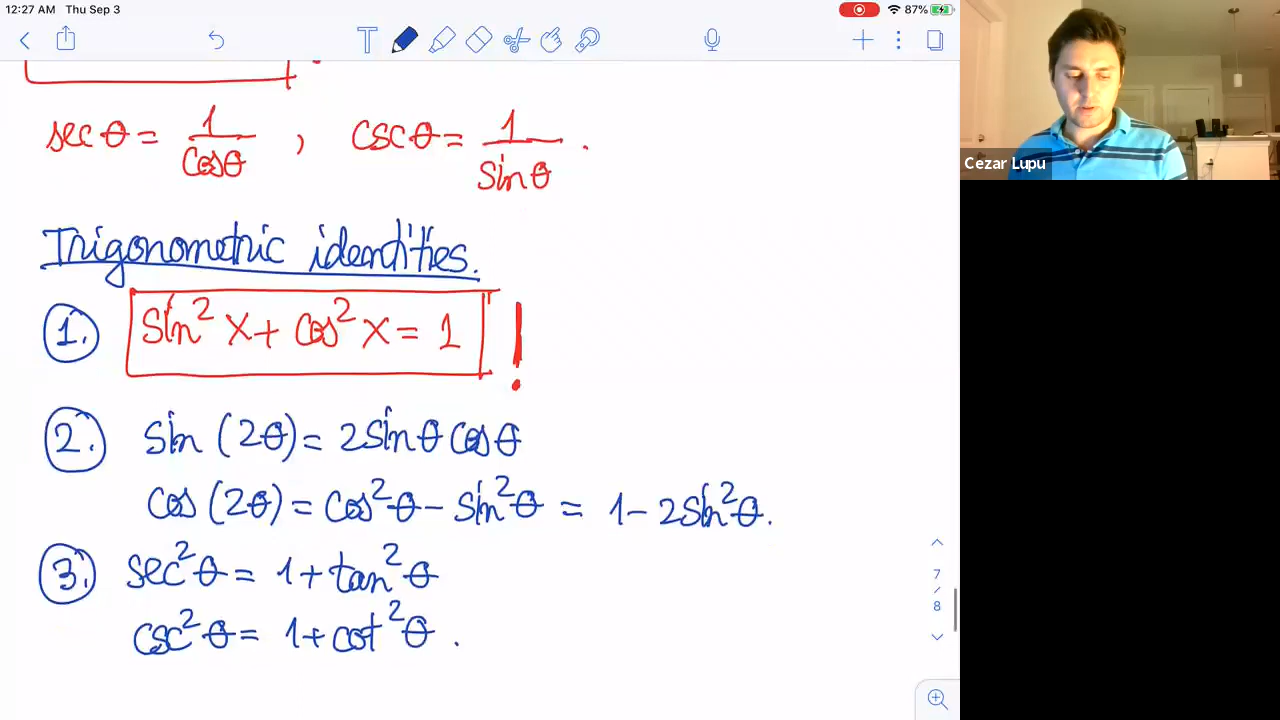 12:27 AM Thu Sep 3
87%
sec θ = 1/cos θ , csc θ = 1/sin θ .
Cezar Lupu
Trigonometric identities.
1. sin² x + cos² x = 1 !
2. sin (2θ) = 2 sin θ cos θ
cos (2θ) = cos² θ − sin² θ = 1 − 2 sin² θ.
3. sec² θ = 1 + tan² θ
csc² θ = 1 + cot² θ .
7 / 8